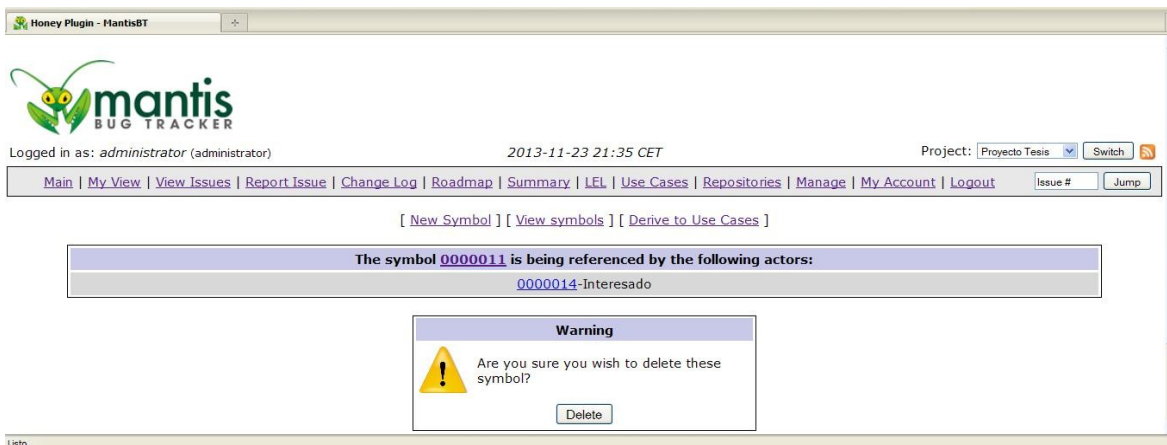 Honey Plugin - MantisBT
mantis
BUG TRACKER
Logged in as: administrator (administrator) 2013-11-23 21:35 CET Project: Proyecto Tesis Switch
Main | My View | View Issues | Report Issue | Change Log | Roadmap | Summary | LEL | Use Cases | Repositories | Manage | My Account | Logout Issue # Jump
[ New Symbol ] [ View symbols ] [ Derive to Use Cases ]
The symbol 0000011 is being referenced by the following actors:
0000014-Interesado
Warning
Are you sure you wish to delete these
symbol?
Delete
Listo